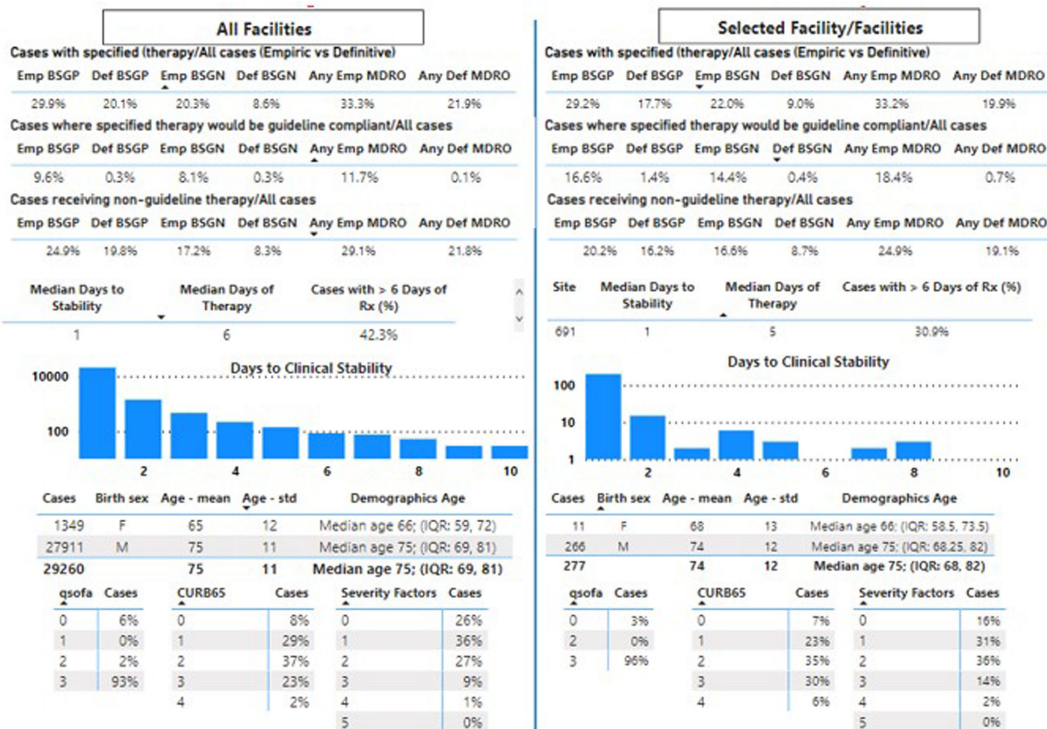 All Facilities
Cases with specified (therapy/All cases (Empiric vs Definitive)
Emp BSGP Def BSGP Emp BSGN Def BSGN Any Emp MDRO Any Def MDRO
29.9% 20.1% 20.3% 8.6% 33.3% 21.9%
Cases where specified therapy would be guideline compliant/All cases
Emp BSGP Def BSGP Emp BSGN Def BSGN Any Emp MDRO Any Def MDRO
9.6% 0.3% 8.1% 0.3% 11.7% 0.1%
Cases receiving non-guideline therapy/All cases
Emp BSGP Def BSGP Emp BSGN Def BSGN Any Emp MDRO Any Def MDRO
24.9% 19.8% 17.2% 8.3% 29.1% 21.8%
Median Days to Median Days of Cases with > 6 Days of
Stability Therapy Rx (%)
1 6 42.3%
Days to Clinical Stability
10000
100
2 4 6 8 10
Cases Birth sex Age - mean Age - std Demographics Age
1349 F 65 12 Median age 66; (IQR: 59, 72)
27911 M 75 11 Median age 75; (IQR: 69, 81)
29260 75 11 Median age 75; (IQR: 69, 81)
qsofa Cases CURB65 Cases Severity Factors Cases
0 6% 0 8% 0 26%
1 0% 1 29% 1 36%
2 2% 2 37% 2 27%
3 93% 3 23% 3 9%
4 2% 4 1%
5 0%
Selected Facility/Facilities
Cases with specified (therapy/All cases (Empiric vs Definitive)
Emp BSGP Def BSGP Emp BSGN Def BSGN Any Emp MDRO Any Def MDRO
29.2% 17.7% 22.0% 9.0% 33.2% 19.9%
Cases where specified therapy would be guideline compliant/All cases
Emp BSGP Def BSGP Emp BSGN Def BSGN Any Emp MDRO Any Def MDRO
16.6% 1.4% 14.4% 0.4% 18.4% 0.7%
Cases receiving non-guideline therapy/All cases
Emp BSGP Def BSGP Emp BSGN Def BSGN Any Emp MDRO Any Def MDRO
20.2% 16.2% 16.6% 8.7% 24.9% 19.1%
Site Median Days to Median Days of Cases with > 6 Days of Rx (%)
Stability Therapy
691 1 5 30.9%
Days to Clinical Stability
100
10
1
2 4 6 8 10
Cases Birth sex Age - mean Age - std Demographics Age
11 F 68 13 Median age 66; (IQR: 58.5, 73.5)
266 M 74 12 Median age 75; (IQR: 68.25, 82)
277 74 12 Median age 75; (IQR: 68, 82)
qsofa Cases CURB65 Cases Severity Factors Cases
0 3% 0 7% 0 16%
2 0% 1 23% 1 31%
3 96% 2 35% 2 36%
3 30% 3 14%
4 6% 4 2%
5 0%